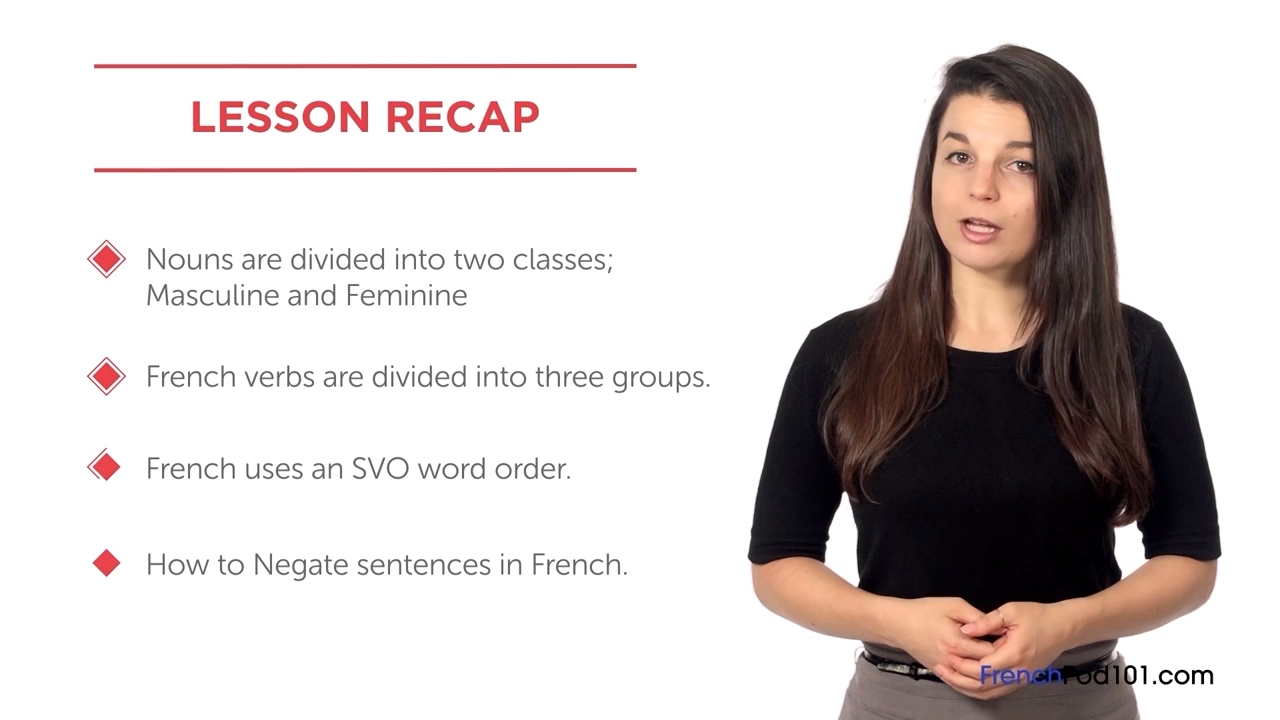 LESSON RECAP
Nouns are divided into two classes;
Masculine and Feminine
French verbs are divided into three groups.
French uses an SVO word order.
How to Negate sentences in French.
FrenchPod101.com